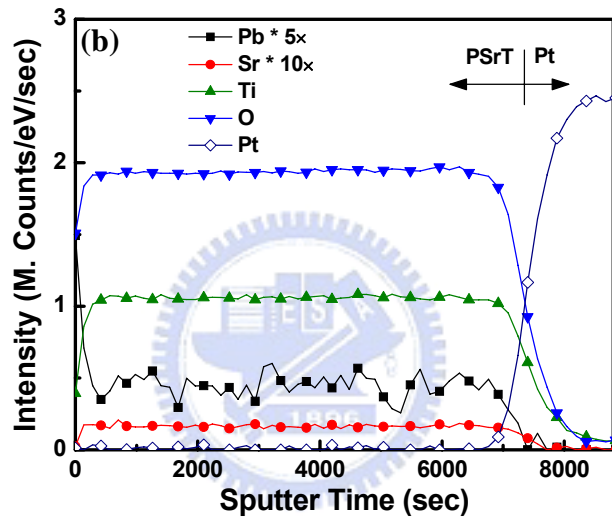 (b)
Pb * 5×
Sr * 10×
Ti
O
Pt
PSrT
Pt
3
2
1
0
Intensity (M. Counts/eV/sec)
0
2000
4000
6000
8000
Sputter Time (sec)
E S
1896